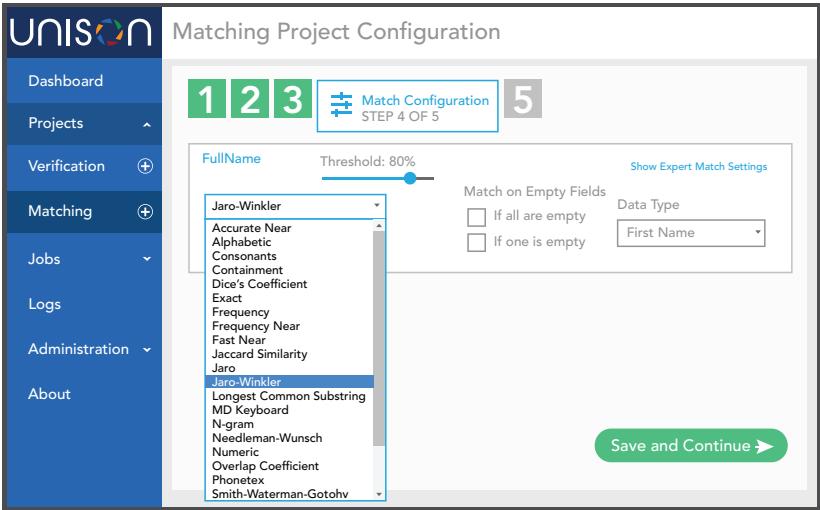 UNISON
Matching Project Configuration
Dashboard
Projects
Verification
Matching
Jobs
Logs
Administration
About
1 2 3
Match Configuration
STEP 4 OF 5
5
FullName
Threshold: 80%
Show Expert Match Settings
Jaro-Winkler
Match on Empty Fields
If all are empty
If one is empty
Data Type
First Name
Accurate Near
Alphabetic
Consonants
Containment
Dice's Coefficient
Exact
Frequency
Frequency Near
Fast Near
Jaccard Similarity
Jaro
Jaro-Winkler
Longest Common Substring
MD Keyboard
N-gram
Needleman-Wunsch
Numeric
Overlap Coefficient
Phonetex
Smith-Waterman-Gotohv
Save and Continue